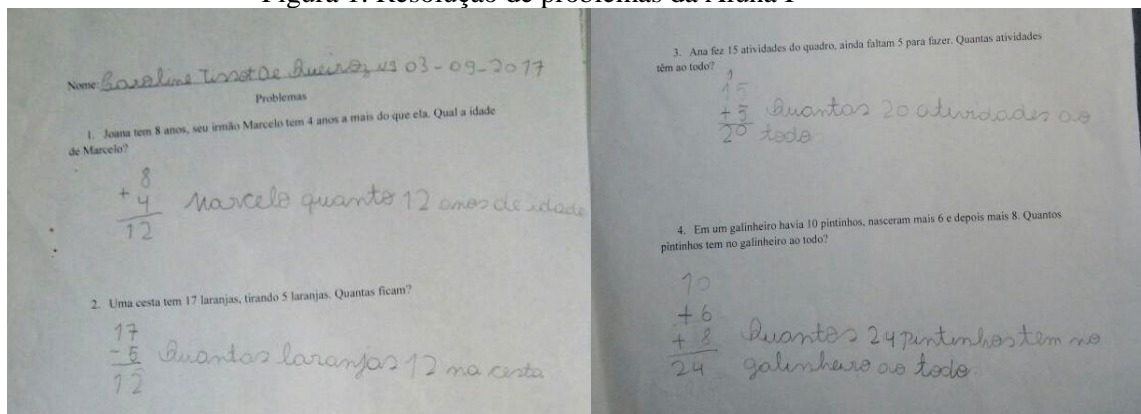 Figura 1: Resolução de problemas da Aluna P
Nome: Caroline Tissot De Queiroz 03-09-2017
Problemas
1. Joana tem 8 anos, seu irmão Marcelo tem 4 anos a mais do que ela. Qual a idade
de Marcelo?
8
+ 4
12
Marcelo quanto 12 anos de idade
2. Uma cesta tem 17 laranjas, tirando 5 laranjas. Quantas ficam?
17
- 5
12
Quantas laranjas 12 na cesta
3. Ana fez 15 atividades do quadro, ainda faltam 5 para fazer. Quantas atividades
têm ao todo?
1
15
+ 5
20
Quantas 20 atividades ao
todo
4. Em um galinheiro havia 10 pintinhos, nasceram mais 6 e depois mais 8. Quantos
pintinhos tem no galinheiro ao todo?
10
+ 6
+ 8
24
Quantos 24 pintinhos tem no
galinheiro ao todo.